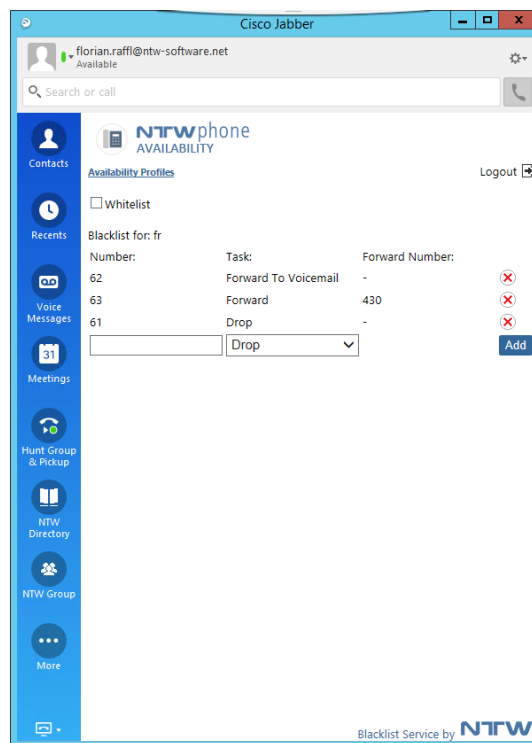 Cisco Jabber
florian.raffl@ntw-software.net
Available
Search or call
NTW phone
AVAILABILITY
Availability Profiles
Logout
Whitelist
Blacklist for: fr
Number: Task: Forward Number:
62 Forward To Voicemail -
63 Forward 430
61 Drop -
Drop Add
Contacts
Recents
Voice
Messages
31
Meetings
Hunt Group
& Pickup
NTW
Directory
NTW Group
More
Blacklist Service by NTW